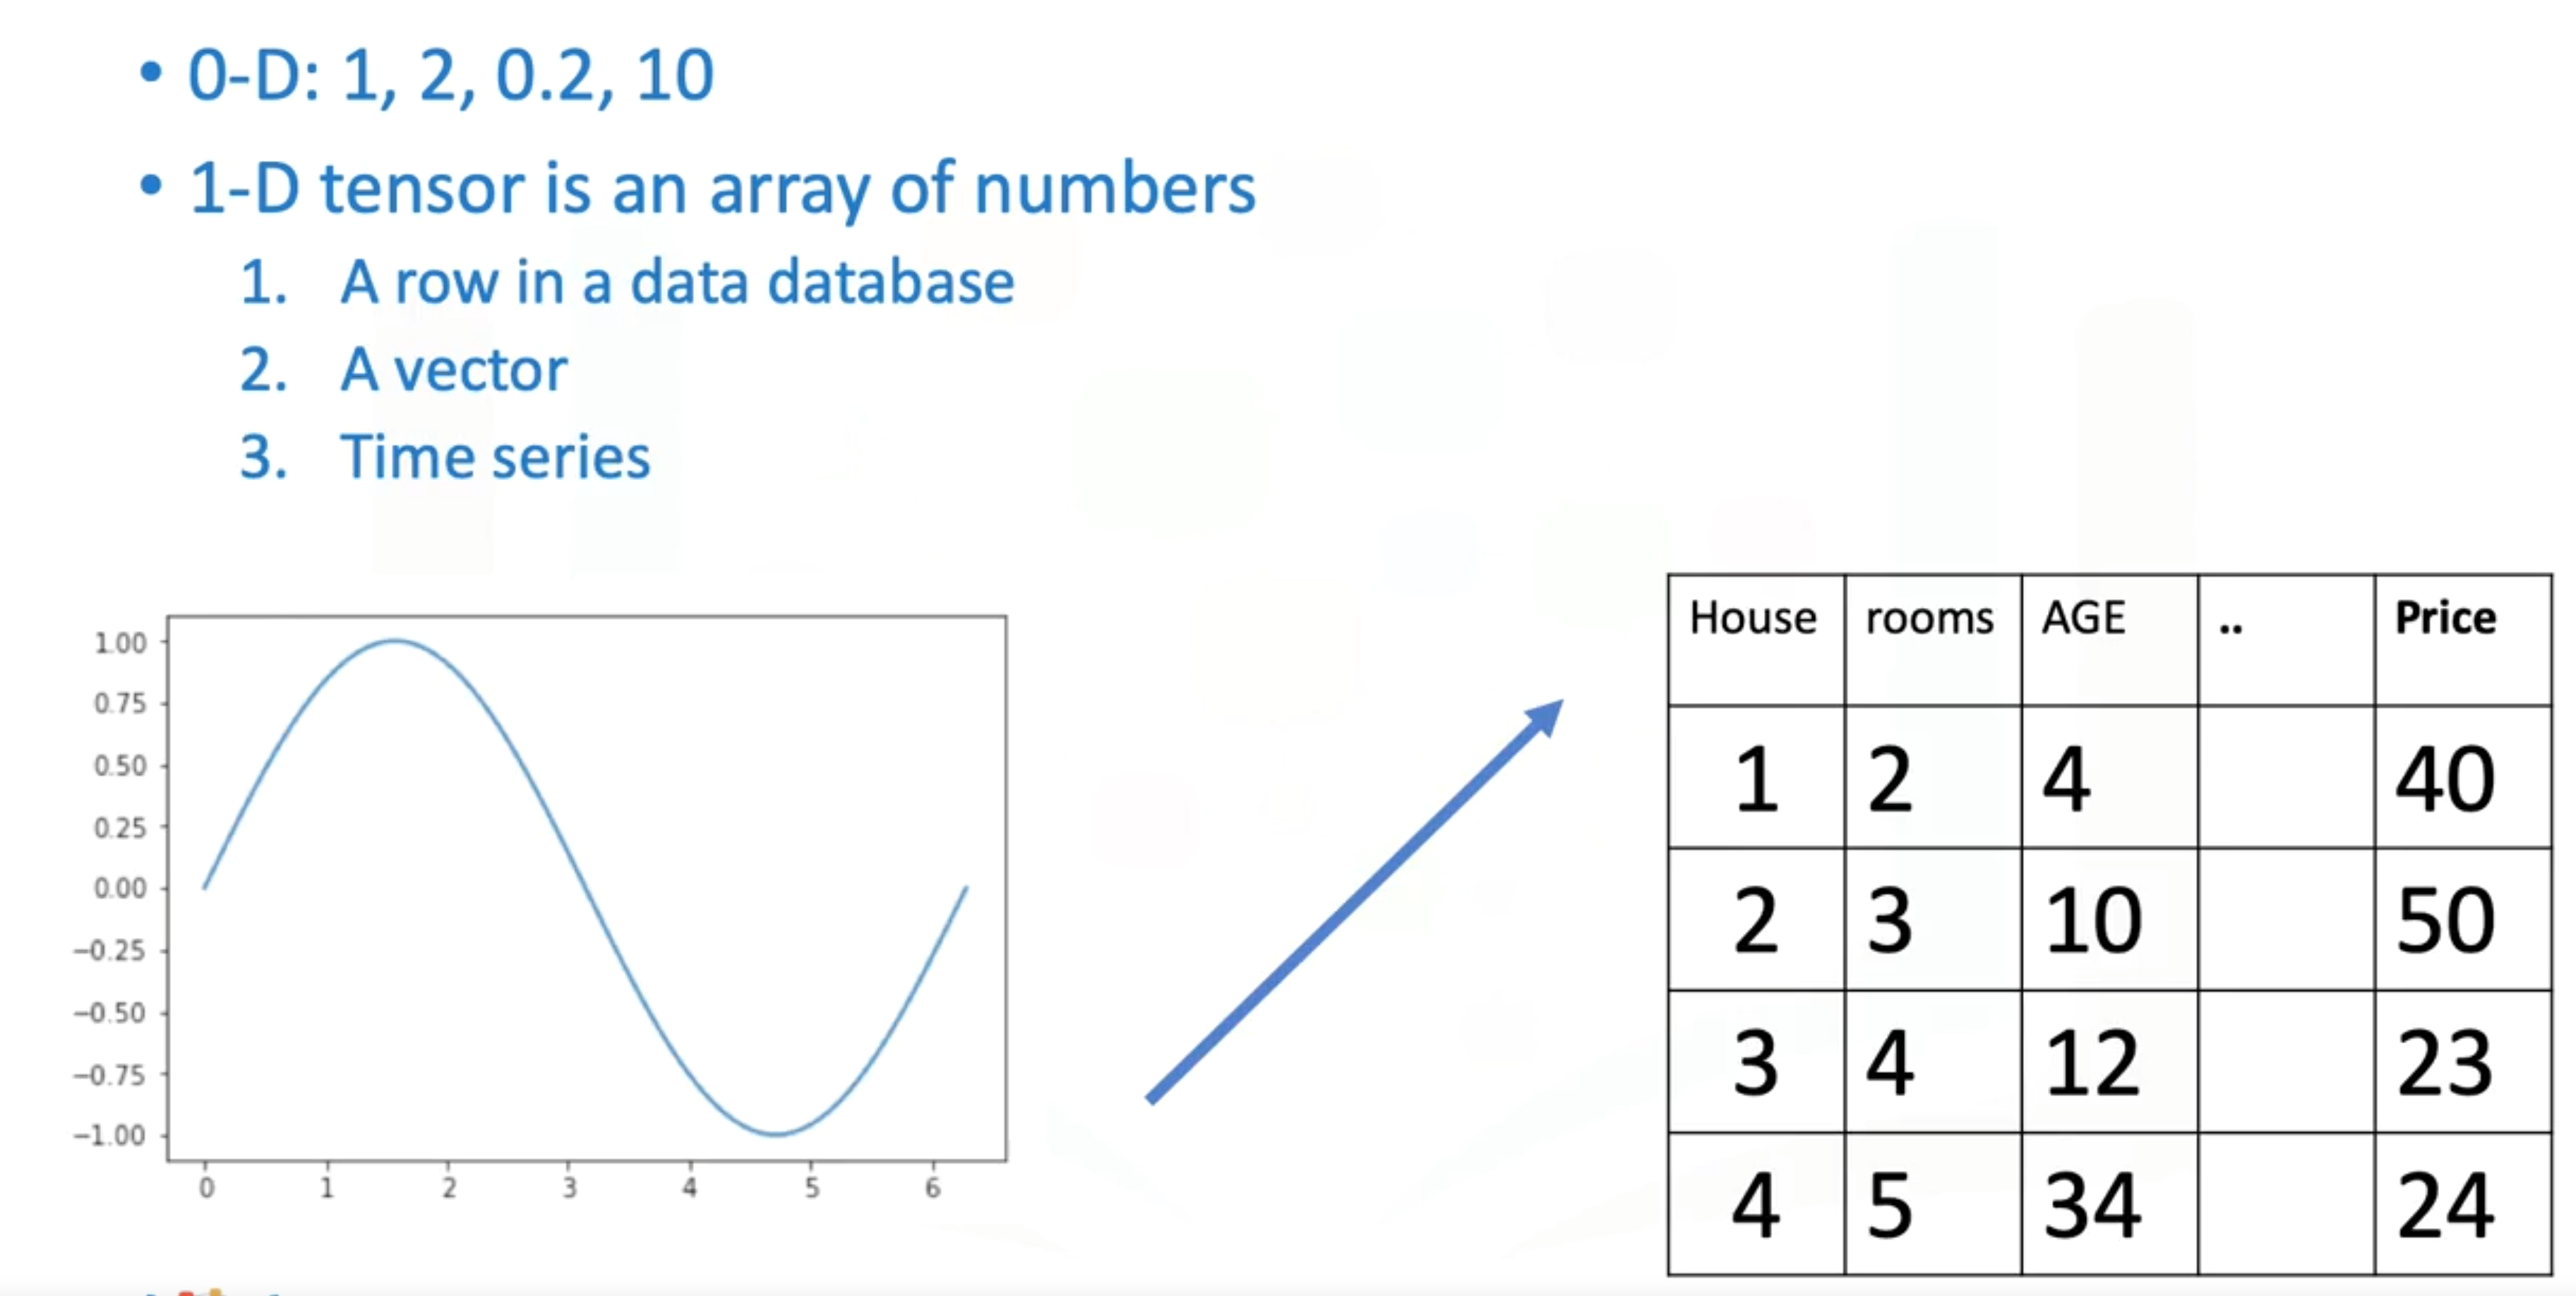 • 0-D: 1, 2, 0.2, 10
• 1-D tensor is an array of numbers
1. A row in a data database
2. A vector
3. Time series
1.00
0.75
0.50
0.25
0.00
−0.25
−0.50
−0.75
−1.00
0 1 2 3 4 5 6
House rooms AGE .. Price
1 2 4 40
2 3 10 50
3 4 12 23
4 5 34 24